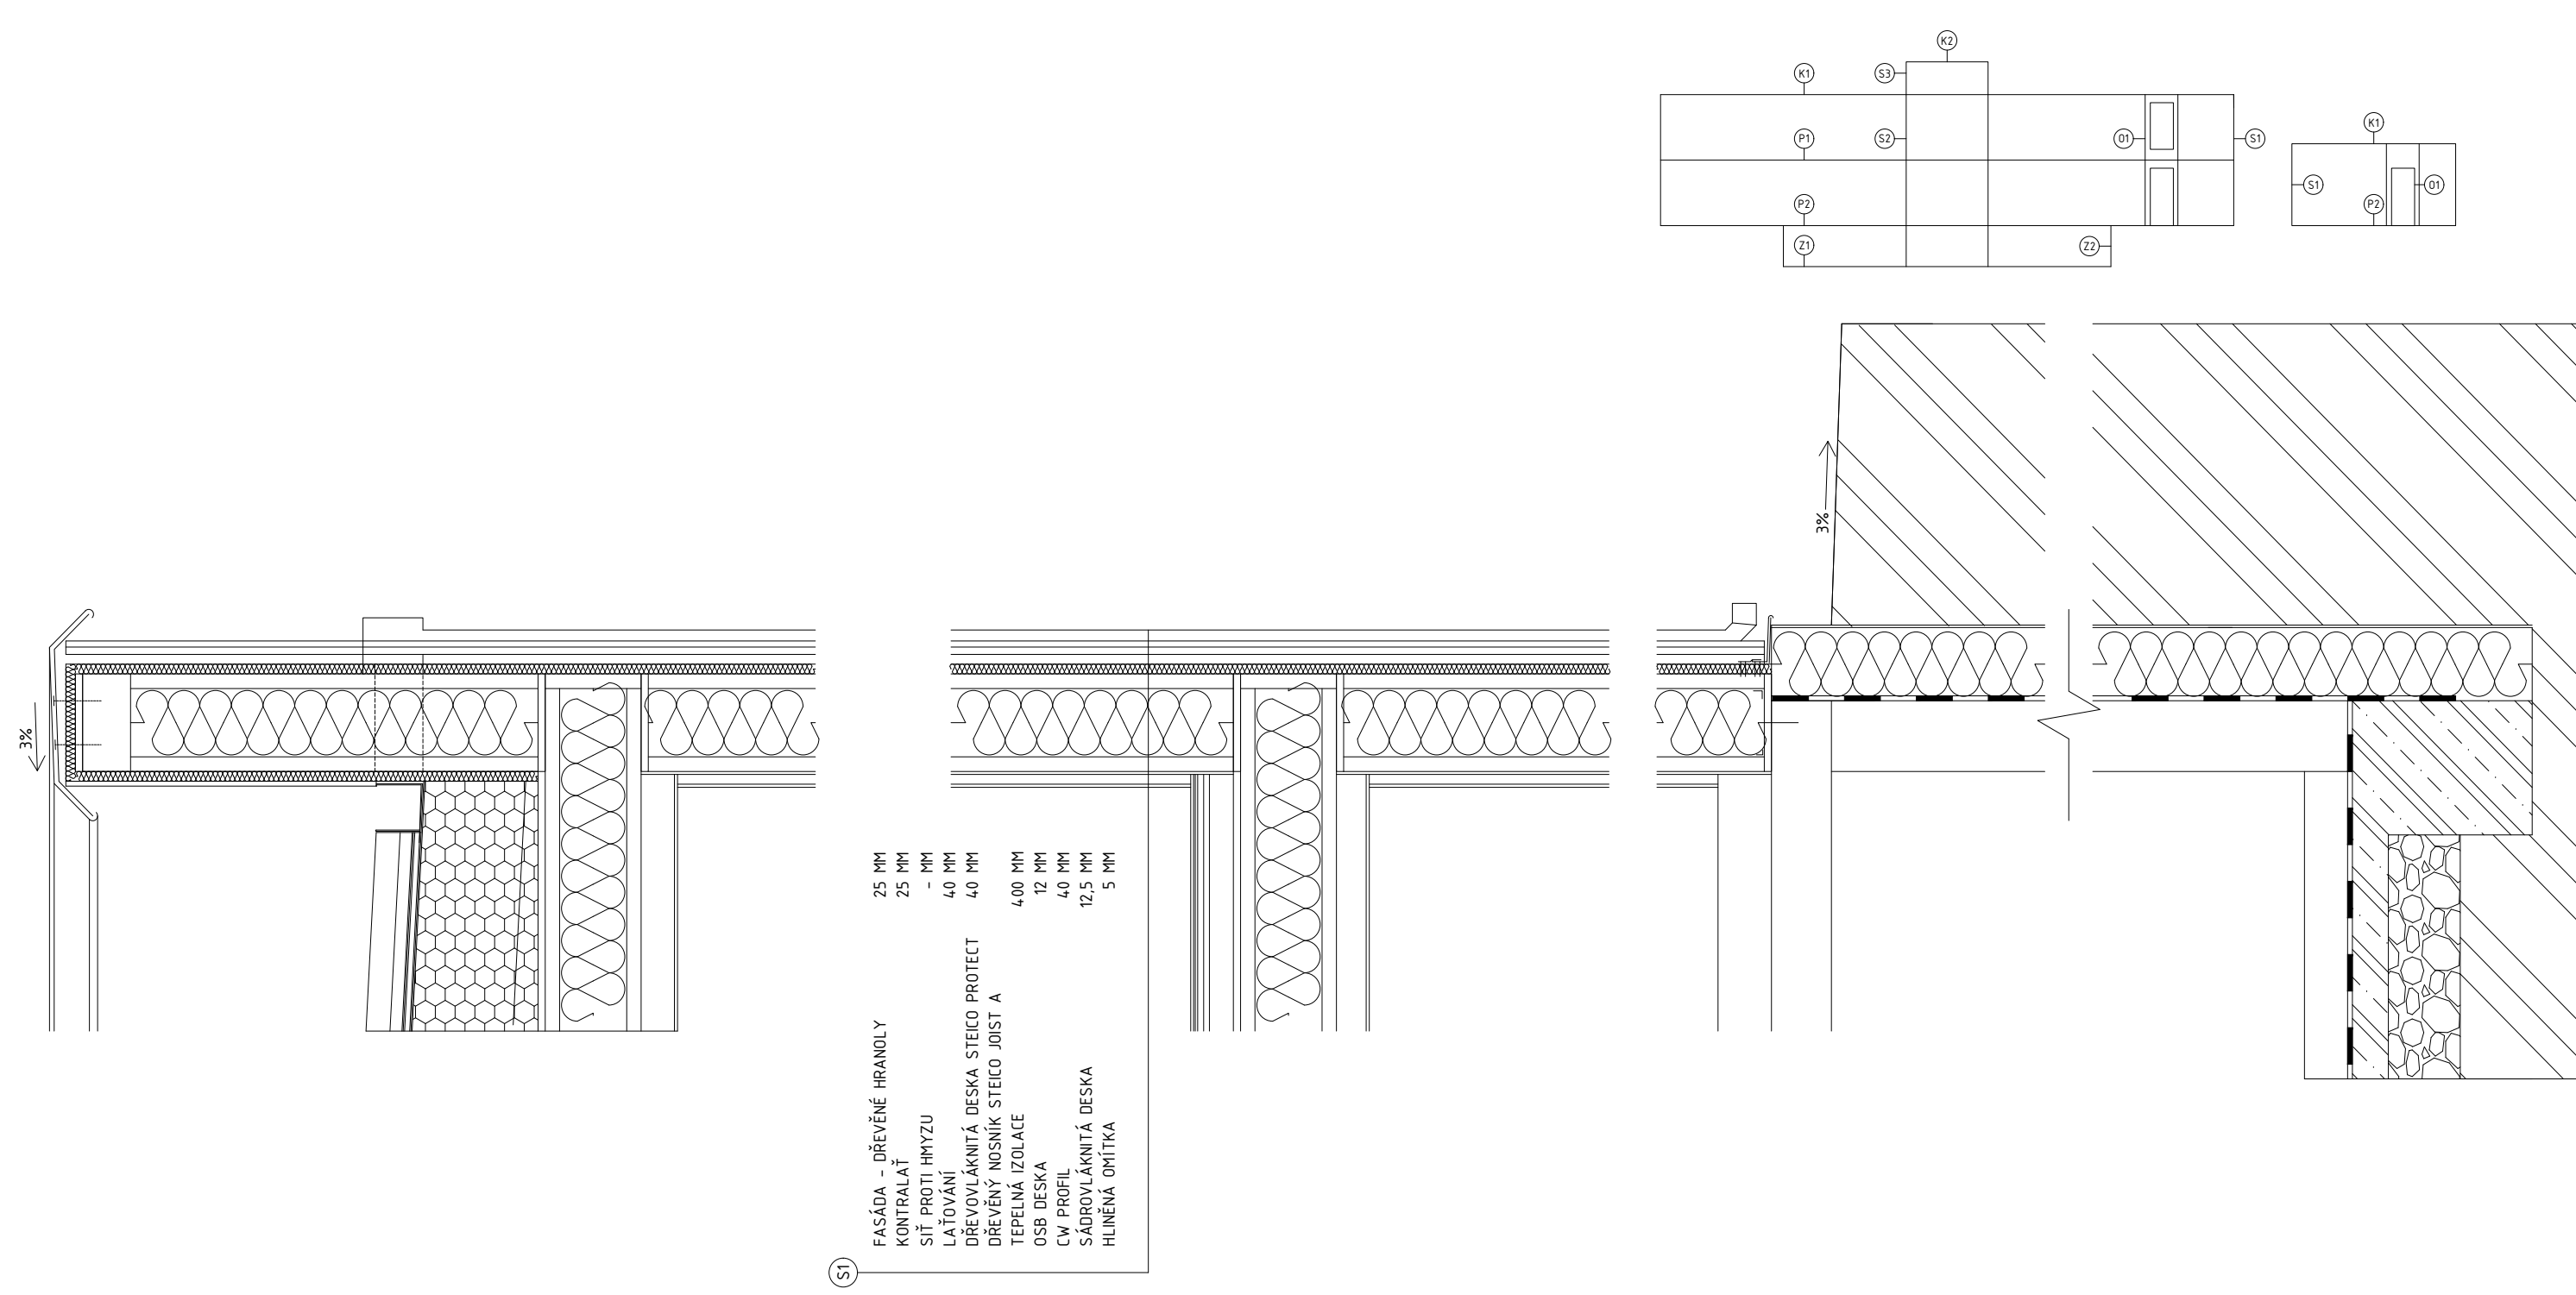 K2
K1
S3
K1
P1
S2
O1
S1
S1
O1
P2
P2
Z1
Z2
3%
3%
FASÁDA - DŘEVĚNÉ HRANOLY 25 MM
KONTRALAŤ 25 MM
SIŤ PROTI HMYZU - MM
LAŤOVÁNÍ 40 MM
DŘEVOVLÁKNITÁ DESKA STEICO PROTECT 40 MM
DŘEVĚNÝ NOSNÍK STEICO JOIST A
TEPELNÁ IZOLACE 400 MM
OSB DESKA 12 MM
CW PROFIL 40 MM
SÁDROVLÁKNITÁ DESKA 12,5 MM
HLINĚNÁ OMÍTKA 5 MM
S1